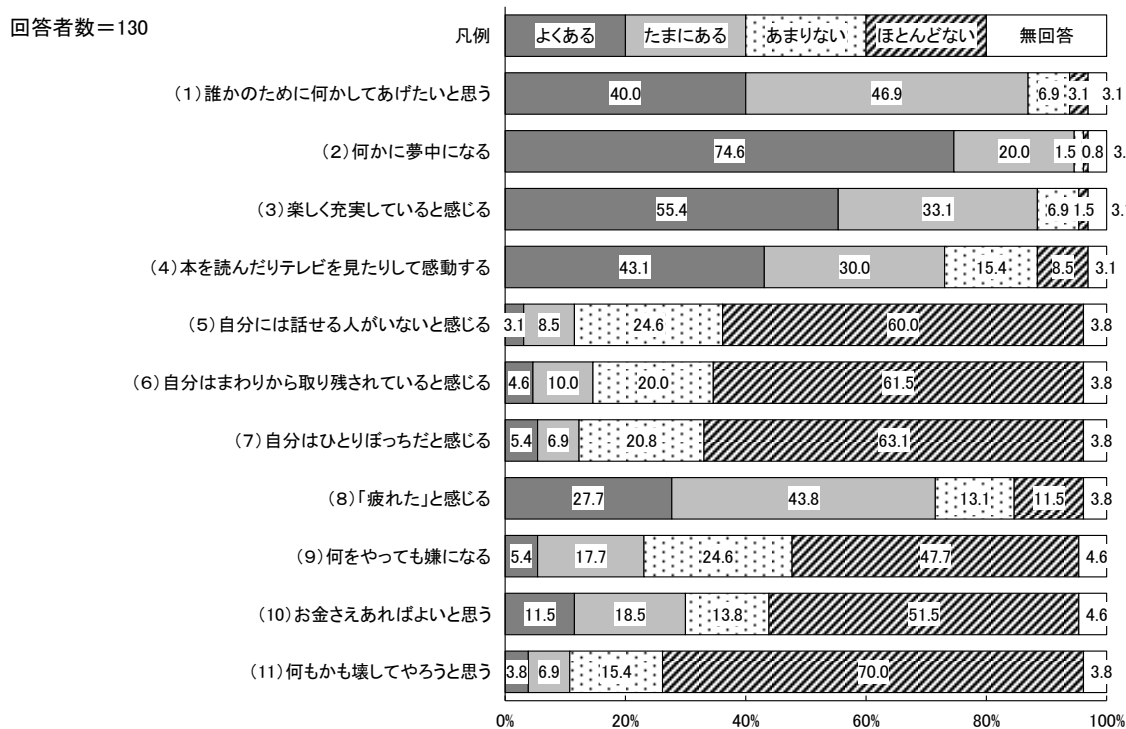 回答者数=130
凡例 よくある たまにある あまりない ほとんどない 無回答
(1)誰かのために何かしてあげたいと思う 40.0 46.9 6.9 3.1 3.1
(2)何かに夢中になる 74.6 20.0 1.5 0.8 3.
(3)楽しく充実していると感じる 55.4 33.1 6.9 1.5 3.1
(4)本を読んだりテレビを見たりして感動する 43.1 30.0 15.4 8.5 3.1
(5)自分には話せる人がいないと感じる 3.1 8.5 24.6 60.0 3.8
(6)自分はまわりから取り残されていると感じる 4.6 10.0 20.0 61.5 3.8
(7)自分はひとりぼっちだと感じる 5.4 6.9 20.8 63.1 3.8
(8)「疲れた」と感じる 27.7 43.8 13.1 11.5 3.8
(9)何をやっても嫌になる 5.4 17.7 24.6 47.7 4.6
(10)お金さえあればよいと思う 11.5 18.5 13.8 51.5 4.6
(11)何もかも壊してやろうと思う 3.8 6.9 15.4 70.0 3.8
0% 20% 40% 60% 80% 100%